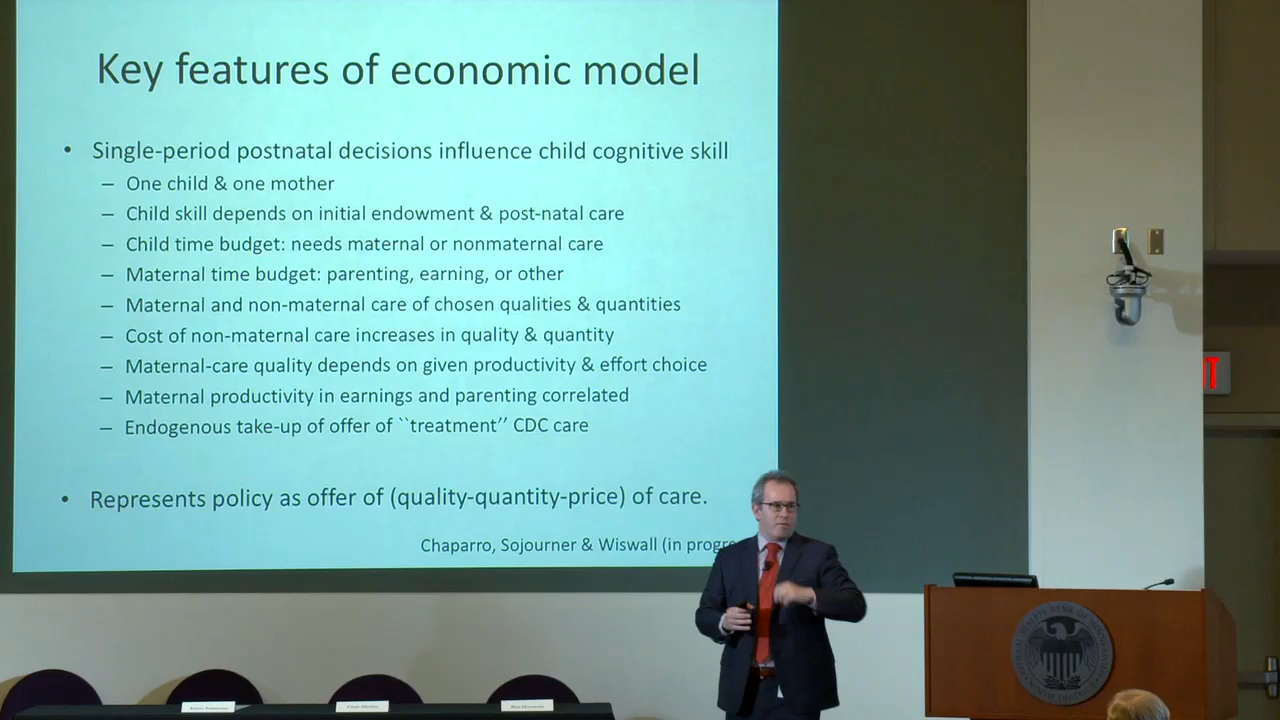 Key features of economic model
• Single-period postnatal decisions influence child cognitive skill
– One child & one mother
– Child skill depends on initial endowment & post-natal care
– Child time budget: needs maternal or nonmaternal care
– Maternal time budget: parenting, earning, or other
– Maternal and non-maternal care of chosen qualities & quantities
– Cost of non-maternal care increases in quality & quantity
– Maternal-care quality depends on given productivity & effort choice
– Maternal productivity in earnings and parenting correlated
– Endogenous take-up of offer of ``treatment’’ CDC care
• Represents policy as offer of (quality-quantity-price) of care.
Chaparro, Sojourner & Wiswall (in progre
IT